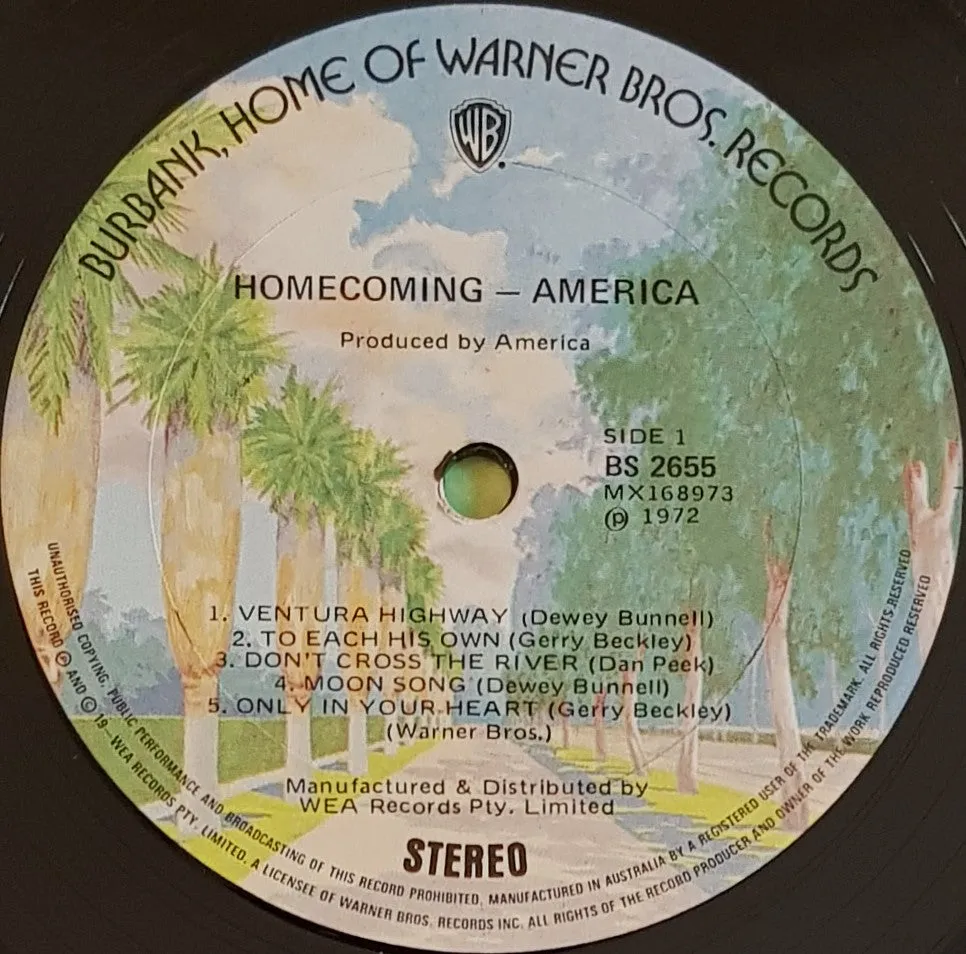 BURBANK, HOME OF WARNER BROS. RECORDS
WB
HOMECOMING – AMERICA
Produced by America
SIDE 1
BS 2655
MX168973
℗ 1972
1. VENTURA HIGHWAY (Dewey Bunnell)
2. TO EACH HIS OWN (Gerry Beckley)
3. DON'T CROSS THE RIVER (Dan Peek)
4. MOON SONG (Dewey Bunnell)
5. ONLY IN YOUR HEART (Gerry Beckley)
(Warner Bros.)
Manufactured & Distributed by
WEA Records Pty. Limited
STEREO
UNAUTHORISED COPYING, PUBLIC PERFORMANCE AND BROADCASTING OF THIS RECORD PROHIBITED. MANUFACTURED IN AUSTRALIA BY A REGISTERED USER OF THE TRADEMARK. ALL RIGHTS RESERVED
THIS RECORD ℗ AND © 19—WEA RECORDS PTY. LIMITED. A LICENSEE OF WARNER BROS. RECORDS INC. ALL RIGHTS OF THE RECORD PRODUCER AND OWNER OF THE WORK REPRODUCED RESERVED